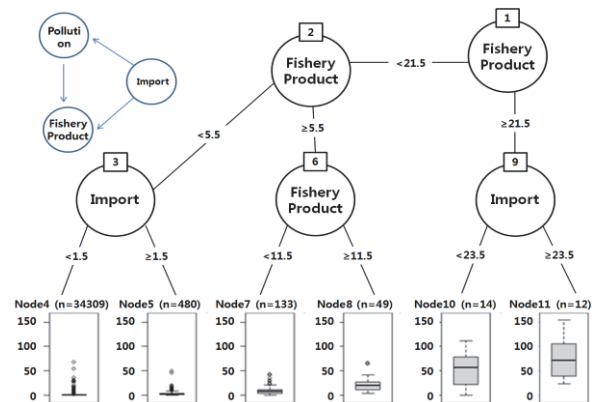 Polluti
on
Import
Fishery
Product
2
Fishery
Product
<21.5
1
Fishery
Product
<5.5
≥5.5
≥21.5
3
Import
6
Fishery
Product
9
Import
<1.5
≥1.5
<11.5
≥11.5
<23.5
≥23.5
Node4 (n=34309)
Node5 (n=480)
Node7 (n=133)
Node8 (n=49)
Node10 (n=14)
Node11 (n=12)
150
100
50
0
150
100
50
0
150
100
50
0
150
100
50
0
150
100
50
0
150
100
50
0